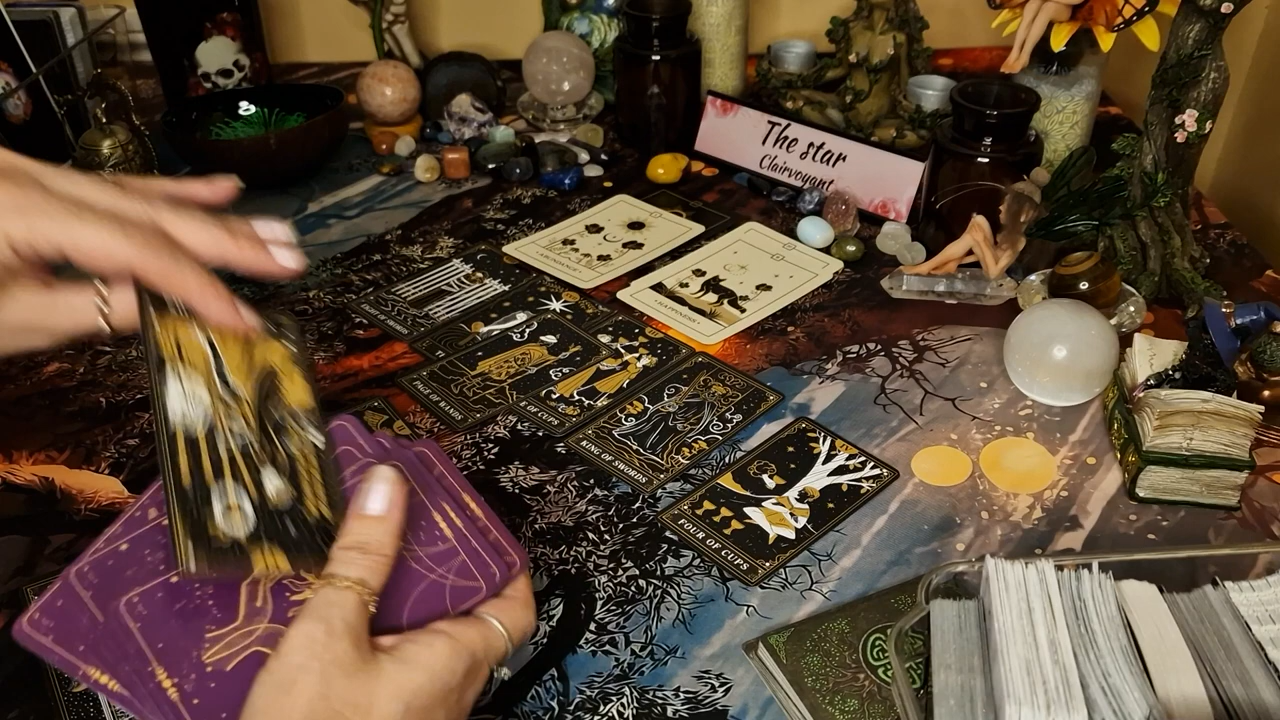 The star
Clairvoyant
•ABUNDANCE•
•HAPPINESS•
EIGHT OF SWORDS
PAGE OF WANDS
OF CUPS
KING OF SWORDS
FOUR OF CUPS